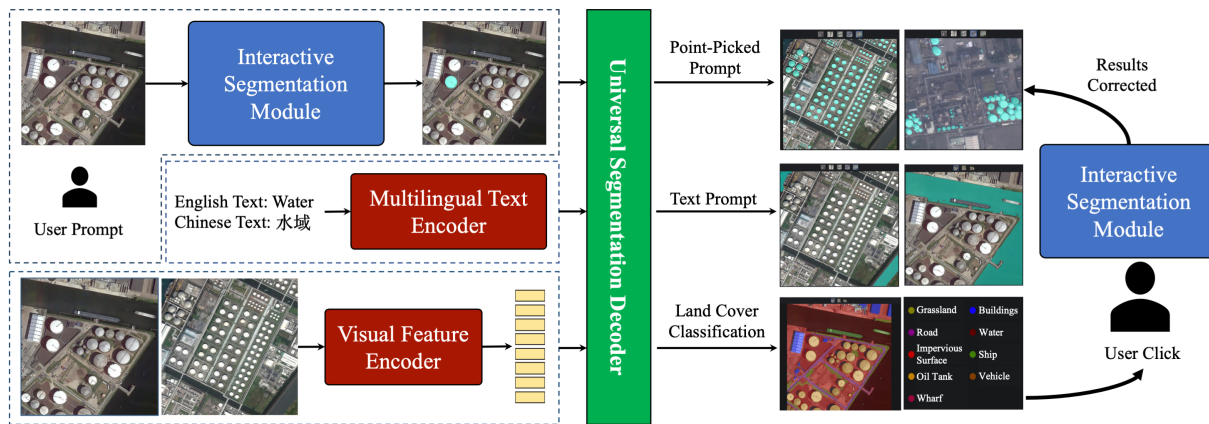 Interactive
Segmentation
Module
User Prompt
English Text: Water
Chinese Text: 水域
Multilingual Text
Encoder
Visual Feature
Encoder
Universal Segmentation Decoder
Point-Picked
Prompt
Text Prompt
Land Cover
Classification
Grassland
Buildings
Road
Water
Impervious
Surface
Ship
Oil Tank
Vehicle
Wharf
Results
Corrected
Interactive
Segmentation
Module
User Click